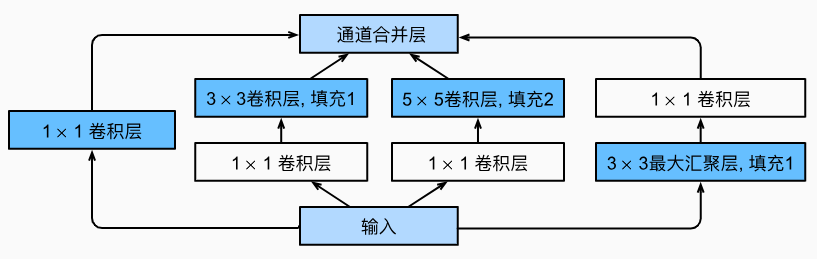 通道合并层
3 × 3卷积层, 填充1
5 × 5卷积层, 填充2
1 × 1 卷积层
1 × 1 卷积层
1 × 1 卷积层
1 × 1 卷积层
3 × 3最大汇聚层, 填充1
输入